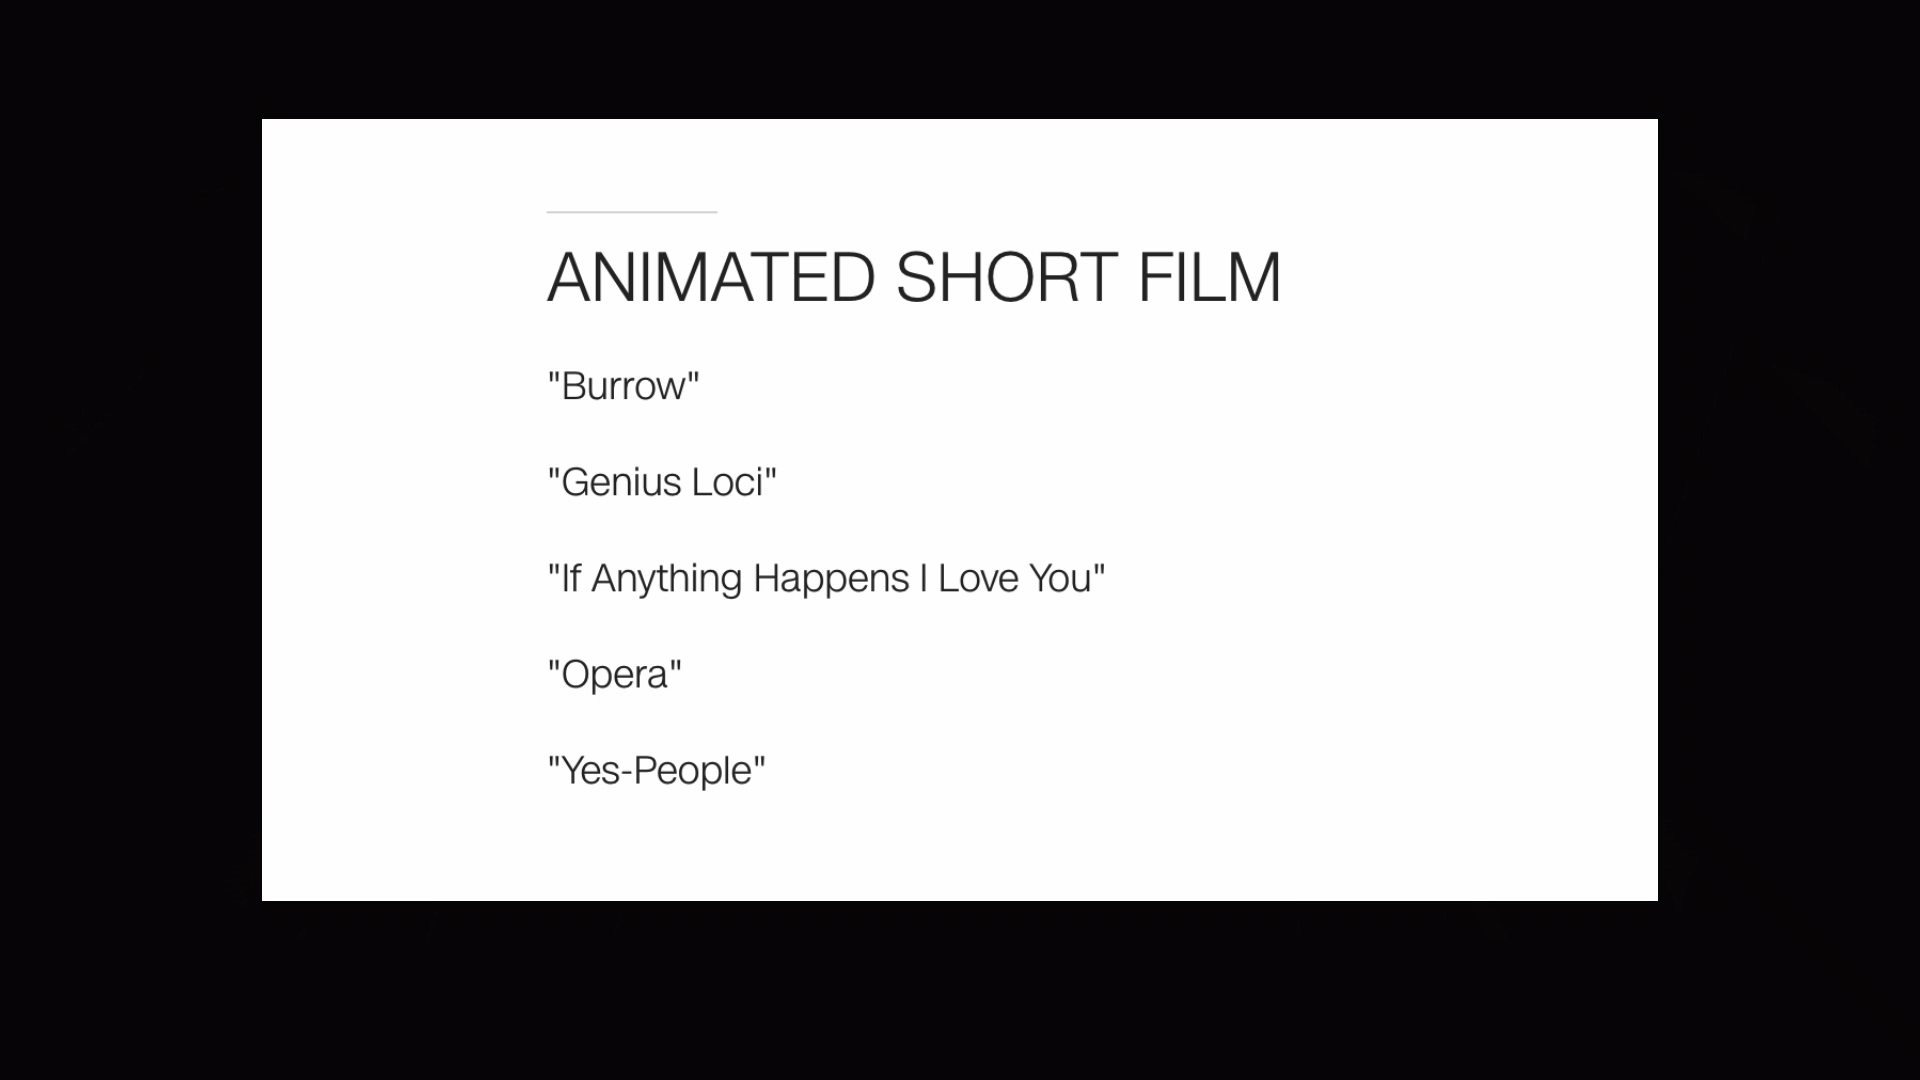 ANIMATED SHORT FILM
"Burrow"
"Genius Loci"
"If Anything Happens I Love You"
"Opera"
"Yes-People"